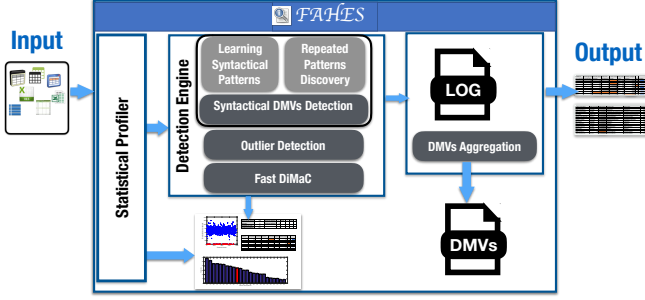 FAHES
Input
Output
Statistical Profiler
Detection Engine
Learning
Syntactical
Patterns
Repeated
Patterns
Discovery
Syntactical DMVs Detection
Outlier Detection
Fast DiMaC
LOG
DMVs Aggregation
DMVs